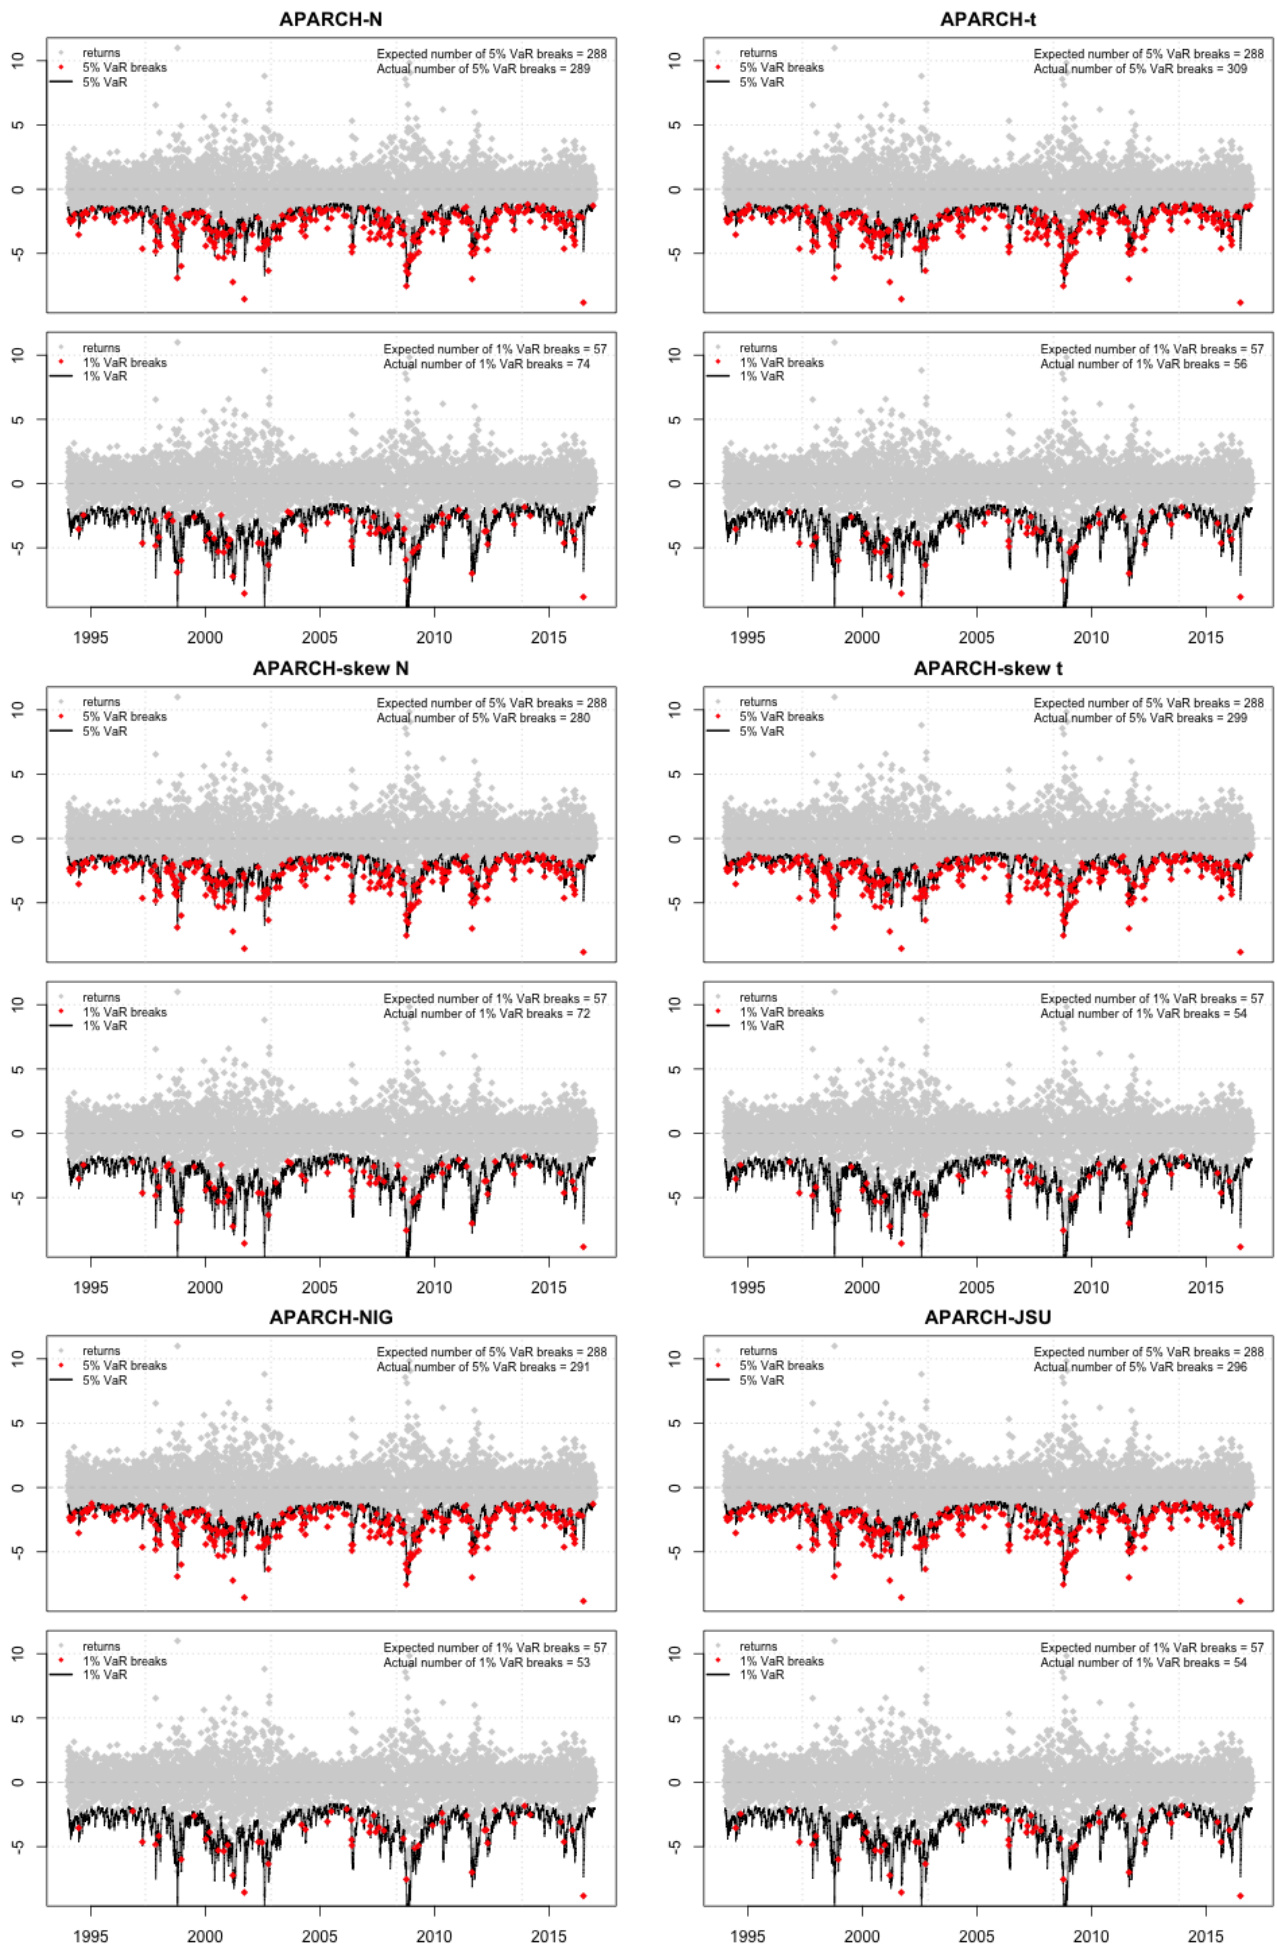 APARCH-N
returns
5% VaR breaks
5% VaR
Expected number of 5% VaR breaks = 288
Actual number of 5% VaR breaks = 289
10
5
0
-5
returns
1% VaR breaks
1% VaR
Expected number of 1% VaR breaks = 57
Actual number of 1% VaR breaks = 74
10
5
0
-5
1995 2000 2005 2010 2015
APARCH-t
returns
5% VaR breaks
5% VaR
Expected number of 5% VaR breaks = 288
Actual number of 5% VaR breaks = 309
10
5
0
-5
returns
1% VaR breaks
1% VaR
Expected number of 1% VaR breaks = 57
Actual number of 1% VaR breaks = 56
10
5
0
-5
1995 2000 2005 2010 2015
APARCH-skew N
returns
5% VaR breaks
5% VaR
Expected number of 5% VaR breaks = 288
Actual number of 5% VaR breaks = 280
10
5
0
-5
returns
1% VaR breaks
1% VaR
Expected number of 1% VaR breaks = 57
Actual number of 1% VaR breaks = 72
10
5
0
-5
1995 2000 2005 2010 2015
APARCH-skew t
returns
5% VaR breaks
5% VaR
Expected number of 5% VaR breaks = 288
Actual number of 5% VaR breaks = 299
10
5
0
-5
returns
1% VaR breaks
1% VaR
Expected number of 1% VaR breaks = 57
Actual number of 1% VaR breaks = 54
10
5
0
-5
1995 2000 2005 2010 2015
APARCH-NIG
returns
5% VaR breaks
5% VaR
Expected number of 5% VaR breaks = 288
Actual number of 5% VaR breaks = 291
10
5
0
-5
returns
1% VaR breaks
1% VaR
Expected number of 1% VaR breaks = 57
Actual number of 1% VaR breaks = 53
10
5
0
-5
1995 2000 2005 2010 2015
APARCH-JSU
returns
5% VaR breaks
5% VaR
Expected number of 5% VaR breaks = 288
Actual number of 5% VaR breaks = 296
10
5
0
-5
returns
1% VaR breaks
1% VaR
Expected number of 1% VaR breaks = 57
Actual number of 1% VaR breaks = 54
10
5
0
-5
1995 2000 2005 2010 2015